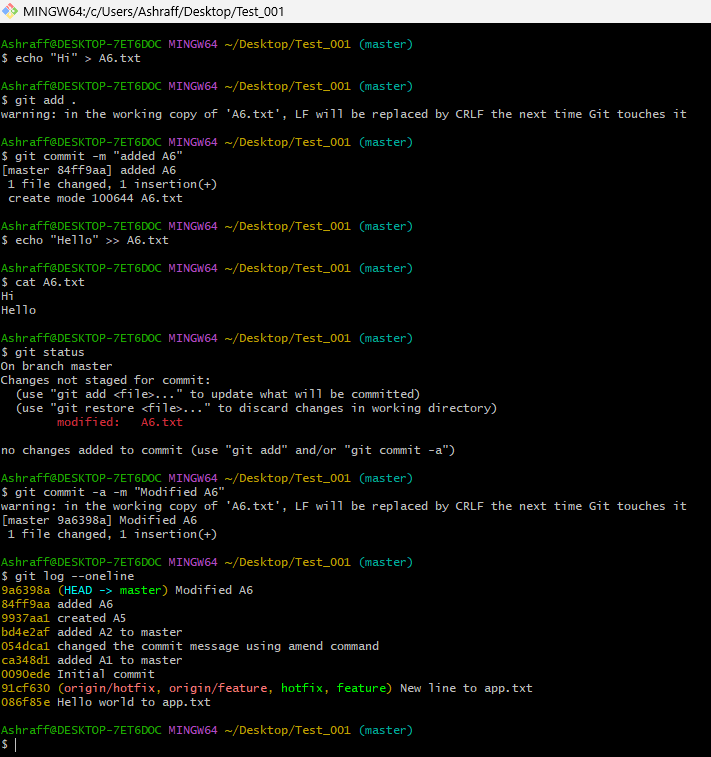 MINGW64:/c/Users/Ashraff/Desktop/Test_001
Ashraff@DESKTOP-7ET6DOC MINGW64 ~/Desktop/Test_001 (master)
$ echo "Hi" > A6.txt
Ashraff@DESKTOP-7ET6DOC MINGW64 ~/Desktop/Test_001 (master)
$ git add .
warning: in the working copy of 'A6.txt', LF will be replaced by CRLF the next time Git touches it
Ashraff@DESKTOP-7ET6DOC MINGW64 ~/Desktop/Test_001 (master)
$ git commit -m "added A6"
[master 84ff9aa] added A6
 1 file changed, 1 insertion(+)
 create mode 100644 A6.txt
Ashraff@DESKTOP-7ET6DOC MINGW64 ~/Desktop/Test_001 (master)
$ echo "Hello" >> A6.txt
Ashraff@DESKTOP-7ET6DOC MINGW64 ~/Desktop/Test_001 (master)
$ cat A6.txt
Hi
Hello
Ashraff@DESKTOP-7ET6DOC MINGW64 ~/Desktop/Test_001 (master)
$ git status
On branch master
Changes not staged for commit:
  (use "git add <file>..." to update what will be committed)
  (use "git restore <file>..." to discard changes in working directory)
        modified:   A6.txt
no changes added to commit (use "git add" and/or "git commit -a")
Ashraff@DESKTOP-7ET6DOC MINGW64 ~/Desktop/Test_001 (master)
$ git commit -a -m "Modified A6"
warning: in the working copy of 'A6.txt', LF will be replaced by CRLF the next time Git touches it
[master 9a6398a] Modified A6
 1 file changed, 1 insertion(+)
Ashraff@DESKTOP-7ET6DOC MINGW64 ~/Desktop/Test_001 (master)
$ git log --oneline
9a6398a (HEAD -> master) Modified A6
84ff9aa added A6
9937aa1 created A5
bd4e2af added A2 to master
054dca1 changed the commit message using amend command
ca348d1 added A1 to master
0090ede Initial commit
91cf630 (origin/hotfix, origin/feature, hotfix, feature) New line to app.txt
086f85e Hello world to app.txt
Ashraff@DESKTOP-7ET6DOC MINGW64 ~/Desktop/Test_001 (master)
$